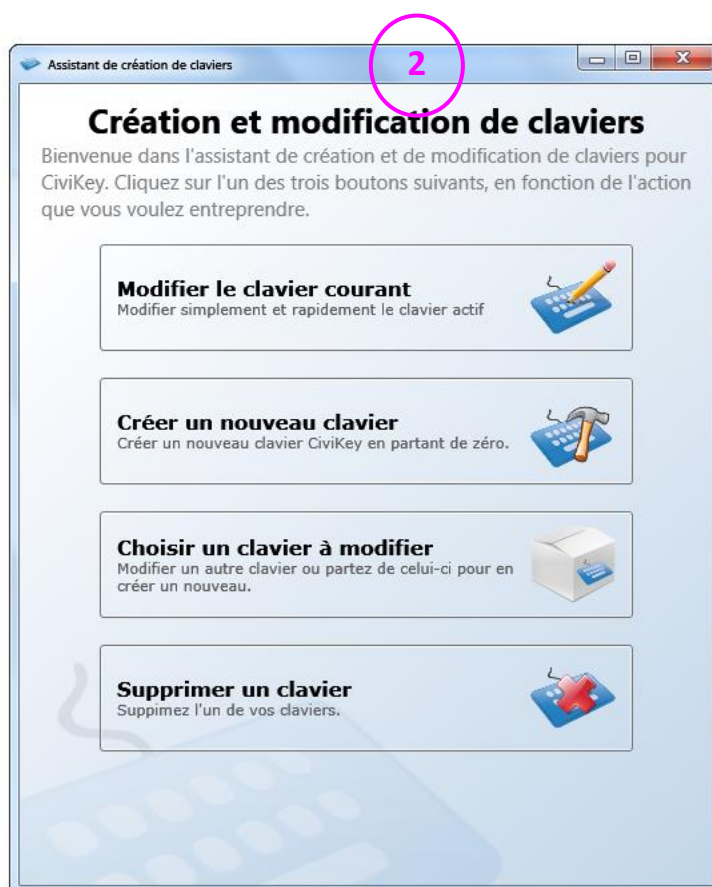 2
Assistant de création de claviers
Création et modification de claviers
Bienvenue dans l'assistant de création et de modification de claviers pour
CiviKey. Cliquez sur l'un des trois boutons suivants, en fonction de l'action
que vous voulez entreprendre.
Modifier le clavier courant
Modifier simplement et rapidement le clavier actif
Créer un nouveau clavier
Créer un nouveau clavier CiviKey en partant de zéro.
Choisir un clavier à modifier
Modifier un autre clavier ou partez de celui-ci pour en
créer un nouveau.
Supprimer un clavier
Suppimez l'un de vos claviers.